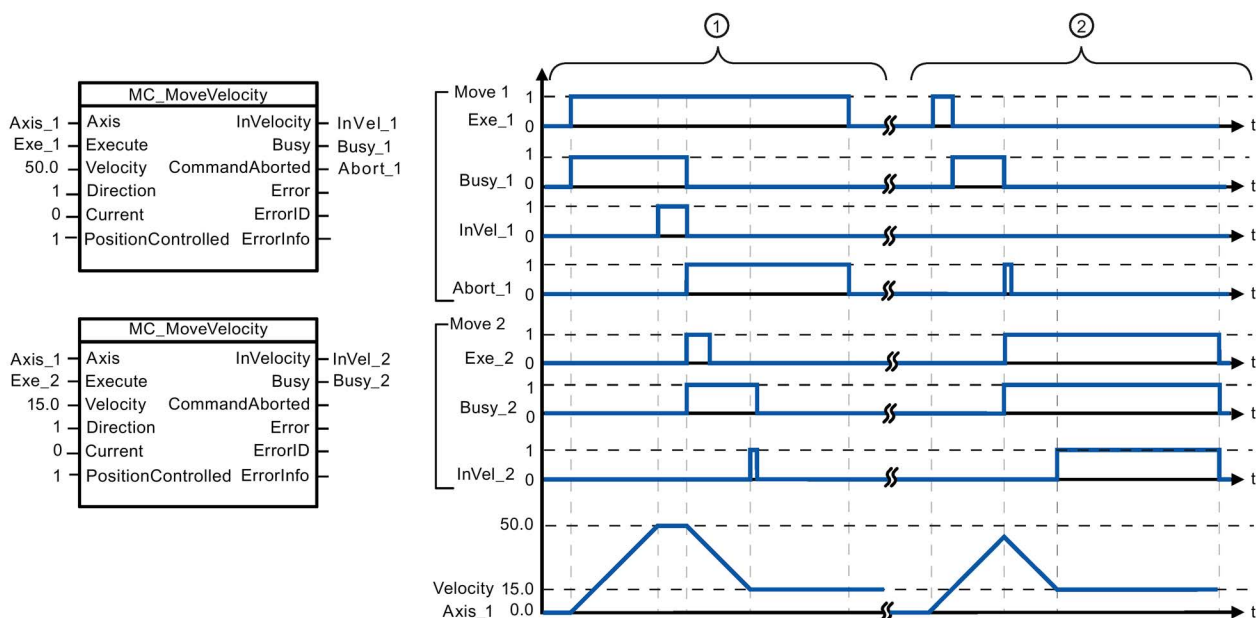 MC_MoveVelocity
Axis_1 Axis InVelocity InVel_1
Exe_1 Execute Busy Busy_1
50.0 Velocity CommandAborted Abort_1
1 Direction Error
0 Current ErrorID
1 PositionControlled ErrorInfo
MC_MoveVelocity
Axis_1 Axis InVelocity InVel_2
Exe_2 Execute Busy Busy_2
15.0 Velocity CommandAborted
1 Direction Error
0 Current ErrorID
1 PositionControlled ErrorInfo
1 2
Move 1 1
Exe_1 0 t
1
Busy_1 0 t
1
InVel_1 0 t
1
Abort_1 0 t
Move 2
1
Exe_2 0 t
1
Busy_2 0 t
1
InVel_2 0 t
50.0
Velocity 15.0
Axis_1 0.0 t